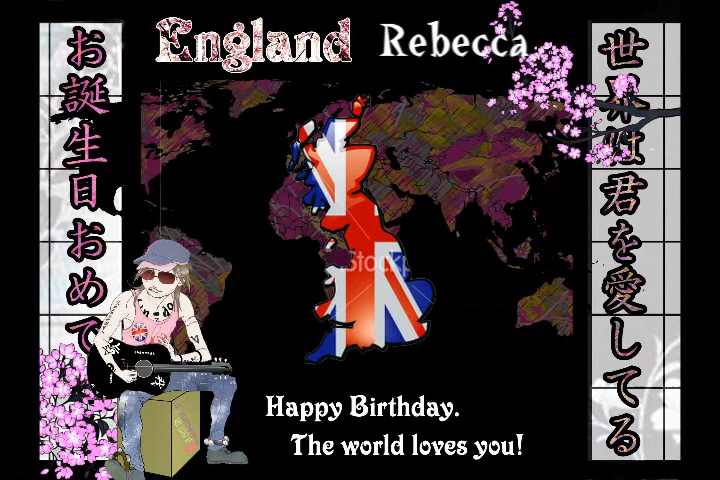 England Rebecca
お誕生日おめで
世界は君を愛してる
iStockp
Happy Birthday.
The world loves you!